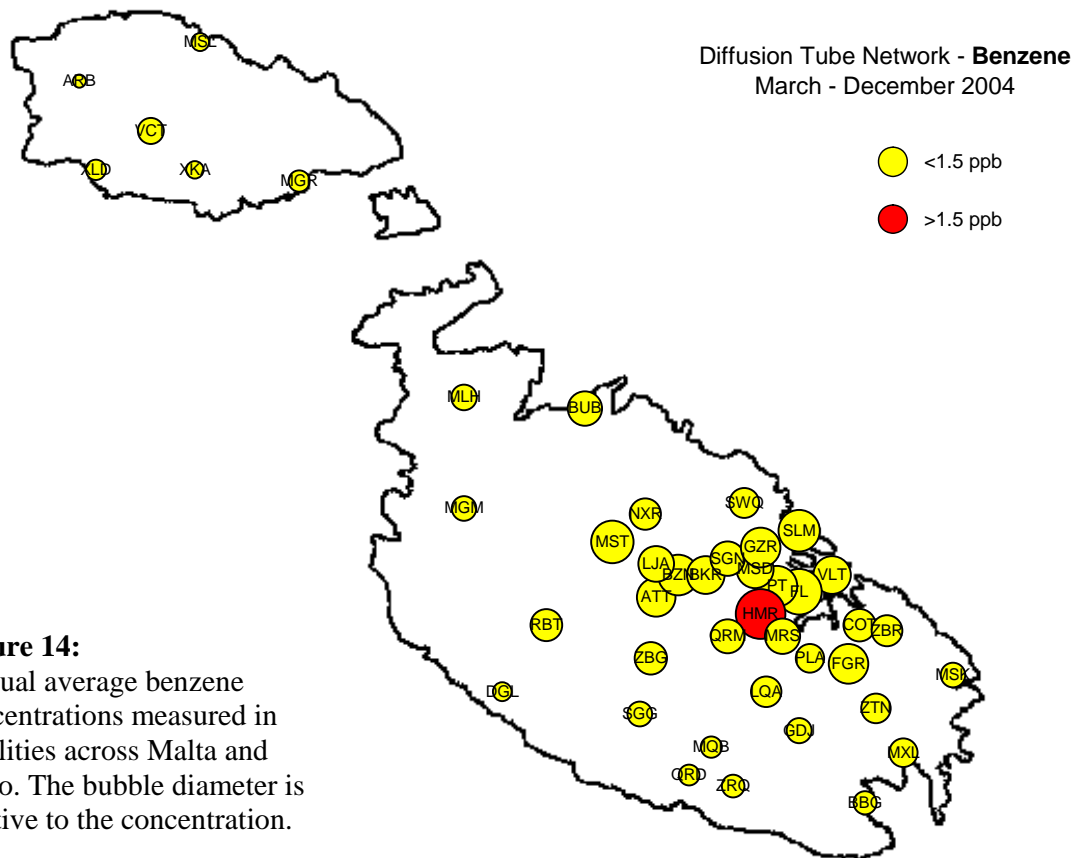 Diffusion Tube Network - Benzene
March - December 2004
<1.5 ppb
>1.5 ppb
MSL
ARB
VCT
XLD
XKA
MGR
MLH
BUB
MGM
NXR
SWQ
MST
SLM
GZR
SGN
LJA
BZN
BKR
MSD
VLT
PT
FL
ATT
HMR
RBT
QRM
MRS
COT
ZBR
ZBG
PLA
FGR
MSK
DGL
LQA
SGG
ZTN
GDJ
MQB
MXL
QRD
ZRQ
BBG
ure 14:
ual average benzene
centrations measured in
lities across Malta and
o. The bubble diameter is
tive to the concentration.